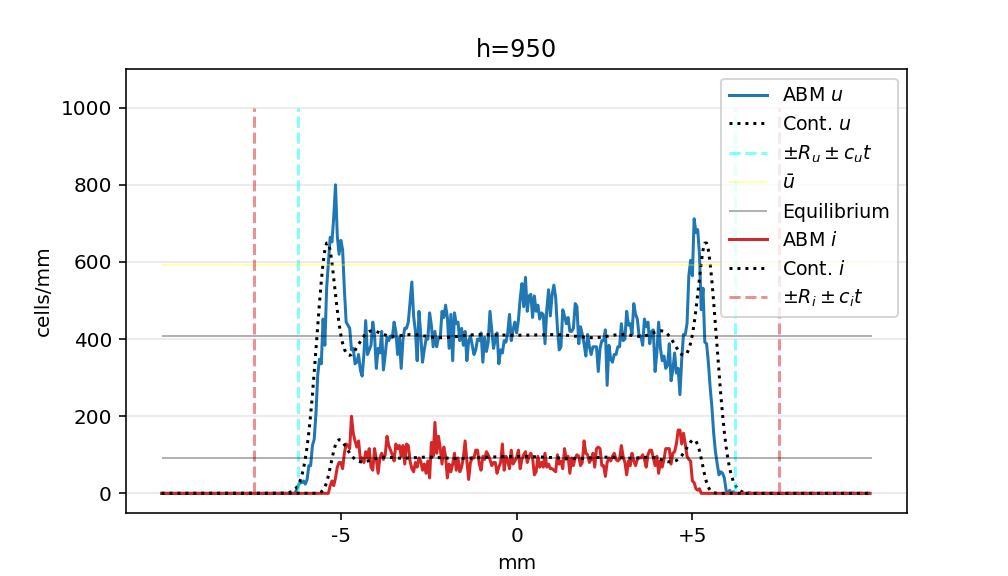 h=950
1000
800
600
400
200
0
cells/mm
-5
0
+5
mm
ABM u
Cont. u
±R_u ± c_u t
ū
Equilibrium
ABM i
Cont. i
±R_i ± c_i t